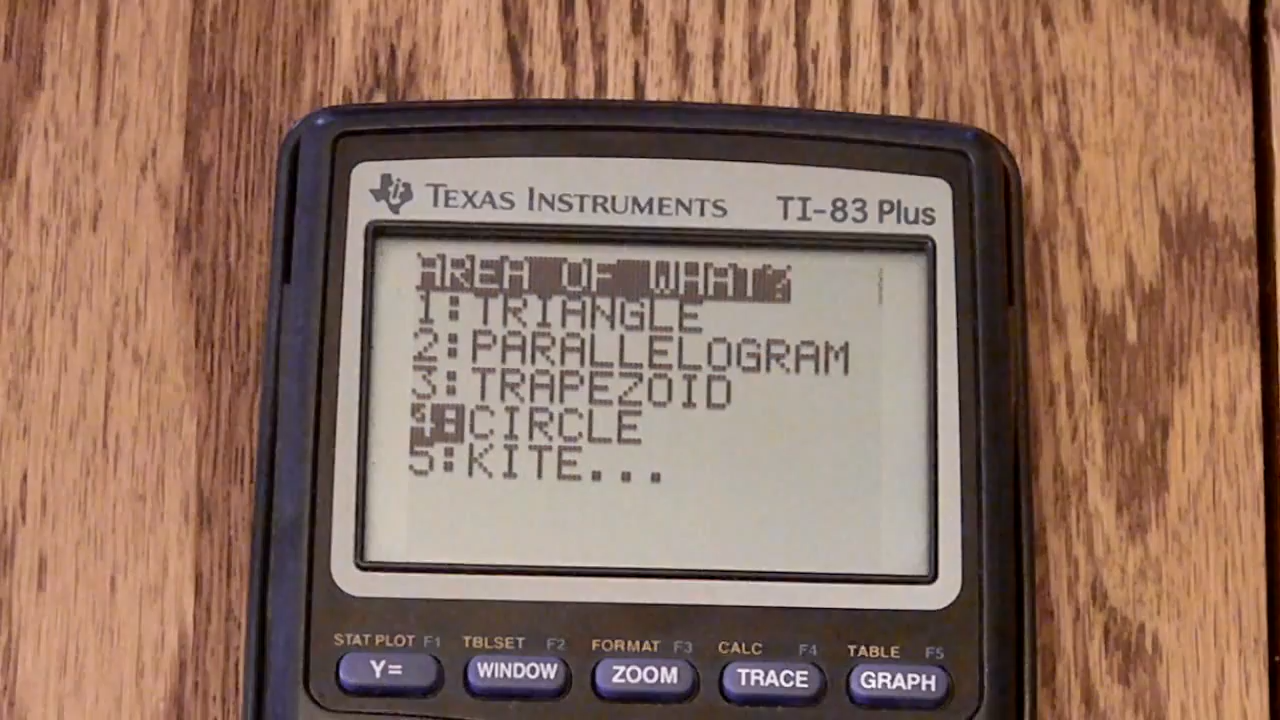 TEXAS INSTRUMENTS TI-83 Plus
AREA OF WHAT?
1:TRIANGLE
2:PARALLELOGRAM
3:TRAPEZOID
4:CIRCLE
5:KITE...
STAT PLOT F1 TBLSET F2 FORMAT F3 CALC F4 TABLE F5
Y= WINDOW ZOOM TRACE GRAPH